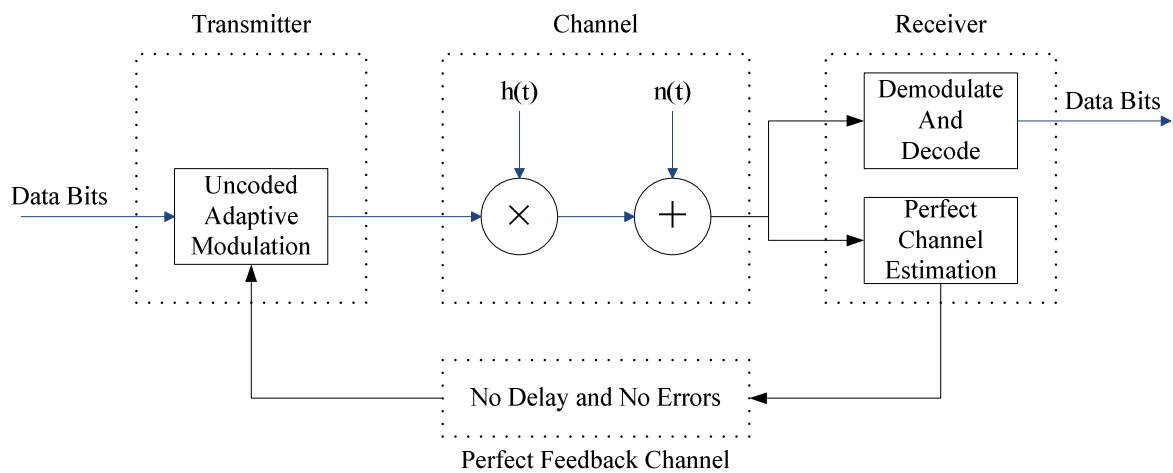 Transmitter
Channel
Receiver
h(t)
n(t)
Demodulate
And
Decode
Data Bits
Data Bits
Uncoded
Adaptive
Modulation
×
+
Perfect
Channel
Estimation
No Delay and No Errors
Perfect Feedback Channel